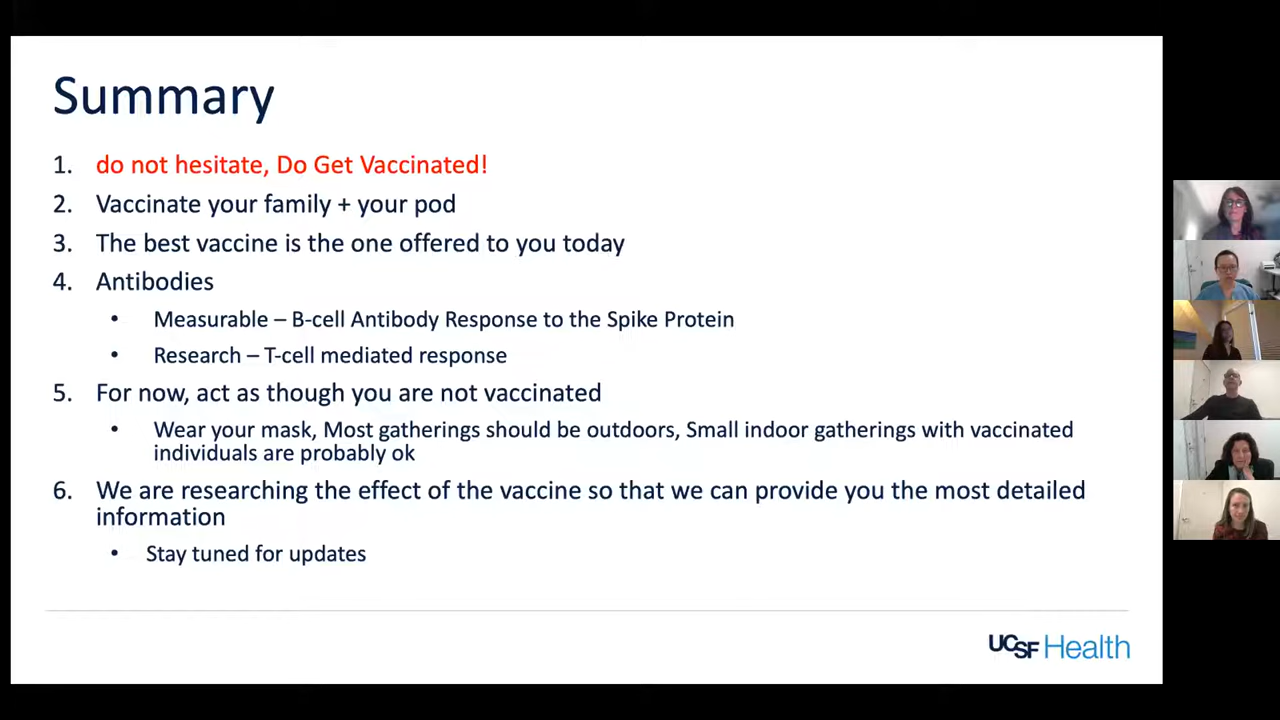 Summary
1. do not hesitate, Do Get Vaccinated!
2. Vaccinate your family + your pod
3. The best vaccine is the one offered to you today
4. Antibodies
• Measurable – B-cell Antibody Response to the Spike Protein
• Research – T-cell mediated response
5. For now, act as though you are not vaccinated
• Wear your mask, Most gatherings should be outdoors, Small indoor gatherings with vaccinated
individuals are probably ok
6. We are researching the effect of the vaccine so that we can provide you the most detailed
information
• Stay tuned for updates
UCSF Health